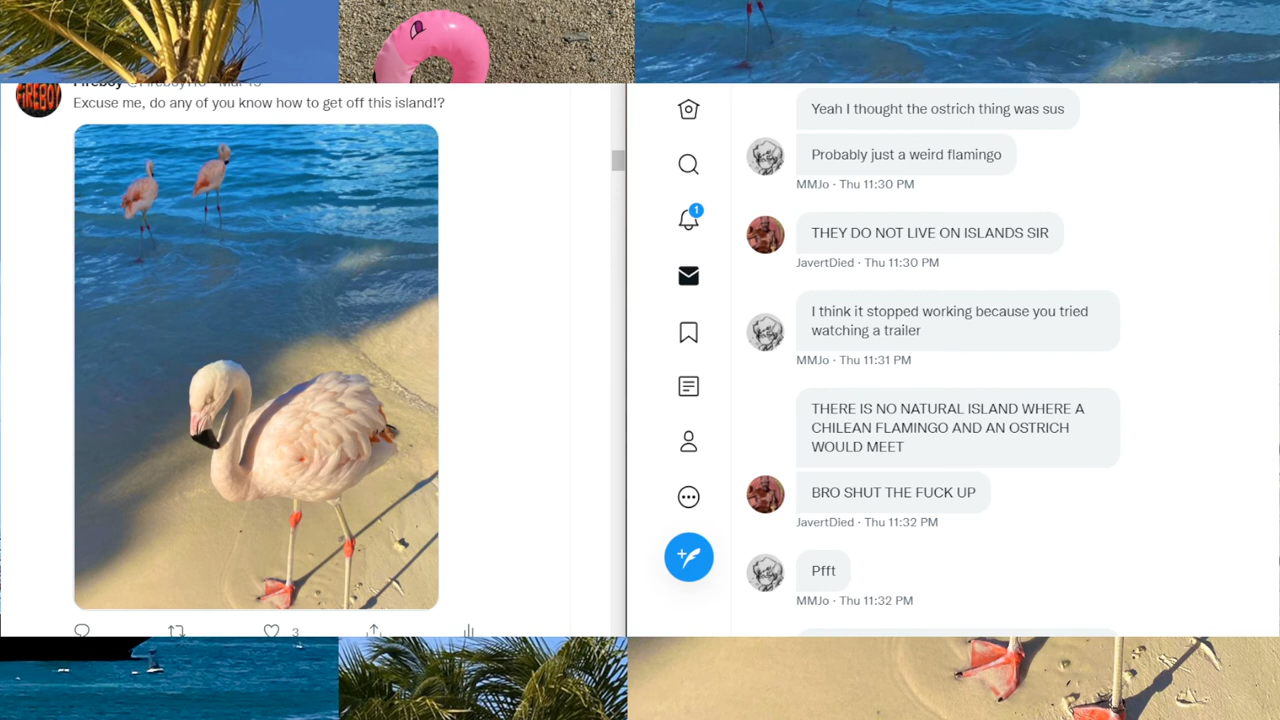 FIREBOY
Excuse me, do any of you know how to get off this island!?
3
1
Yeah I thought the ostrich thing was sus
Probably just a weird flamingo
MMJo · Thu 11:30 PM
THEY DO NOT LIVE ON ISLANDS SIR
JavertDied · Thu 11:30 PM
I think it stopped working because you tried
watching a trailer
MMJo · Thu 11:31 PM
THERE IS NO NATURAL ISLAND WHERE A
CHILEAN FLAMINGO AND AN OSTRICH
WOULD MEET
BRO SHUT THE FUCK UP
JavertDied · Thu 11:32 PM
Pfft
MMJo · Thu 11:32 PM